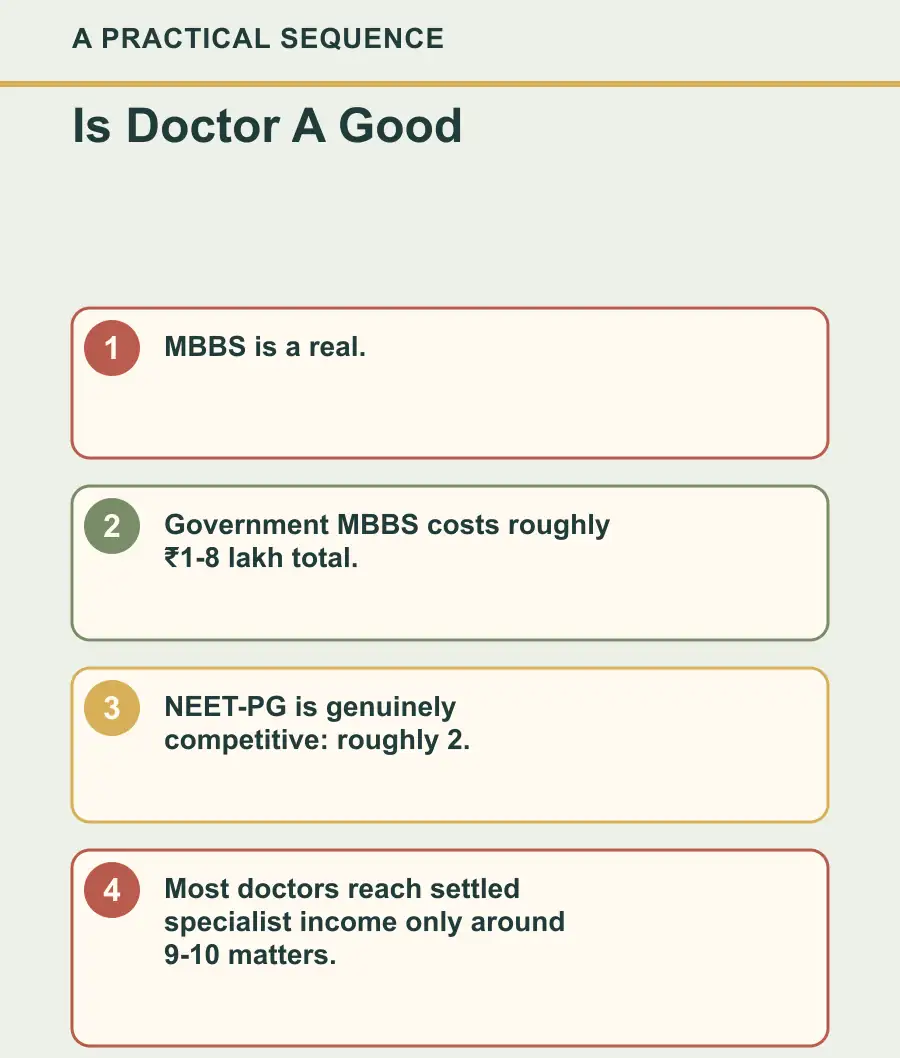 A PRACTICAL SEQUENCE
Is Doctor A Good
1
MBBS is a real.
2
Government MBBS costs roughly
₹1-8 lakh total.
3
NEET-PG is genuinely
competitive: roughly 2.
4
Most doctors reach settled
specialist income only around
9-10 matters.